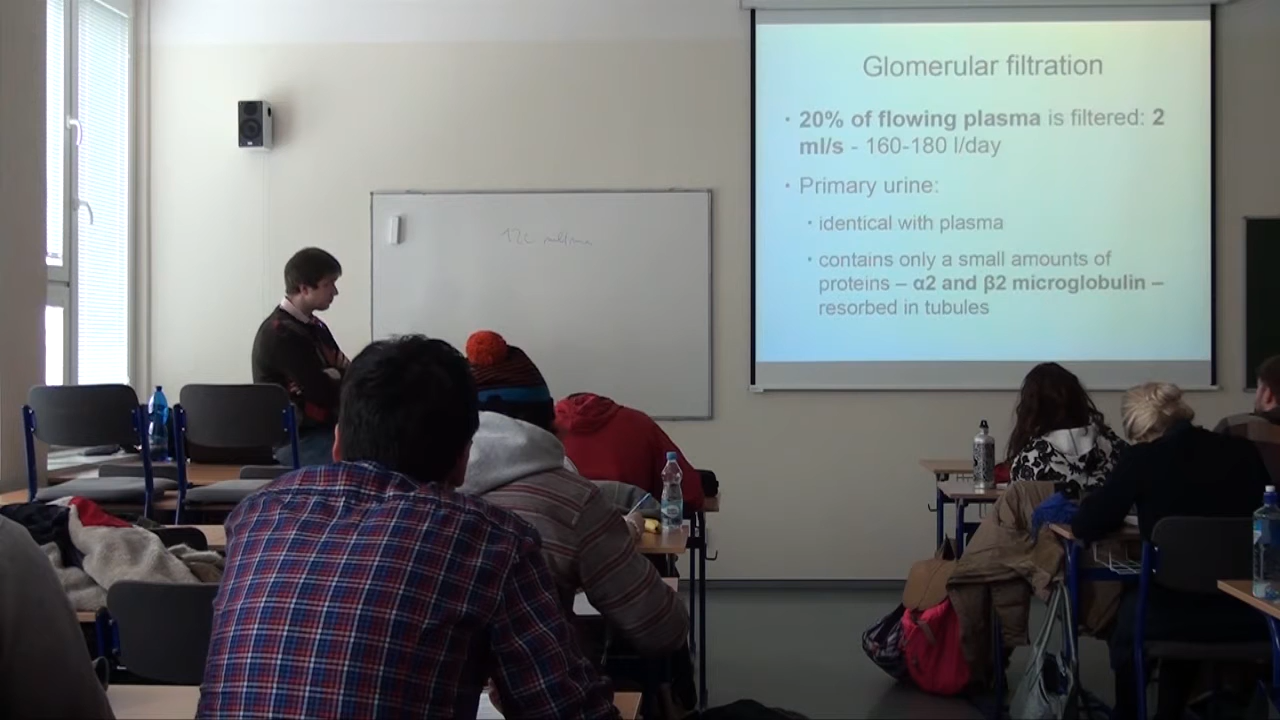 Glomerular filtration
• 20% of flowing plasma is filtered: 2
ml/s - 160-180 l/day
• Primary urine:
• identical with plasma
• contains only a small amounts of
proteins – α2 and β2 microglobulin –
resorbed in tubules
120